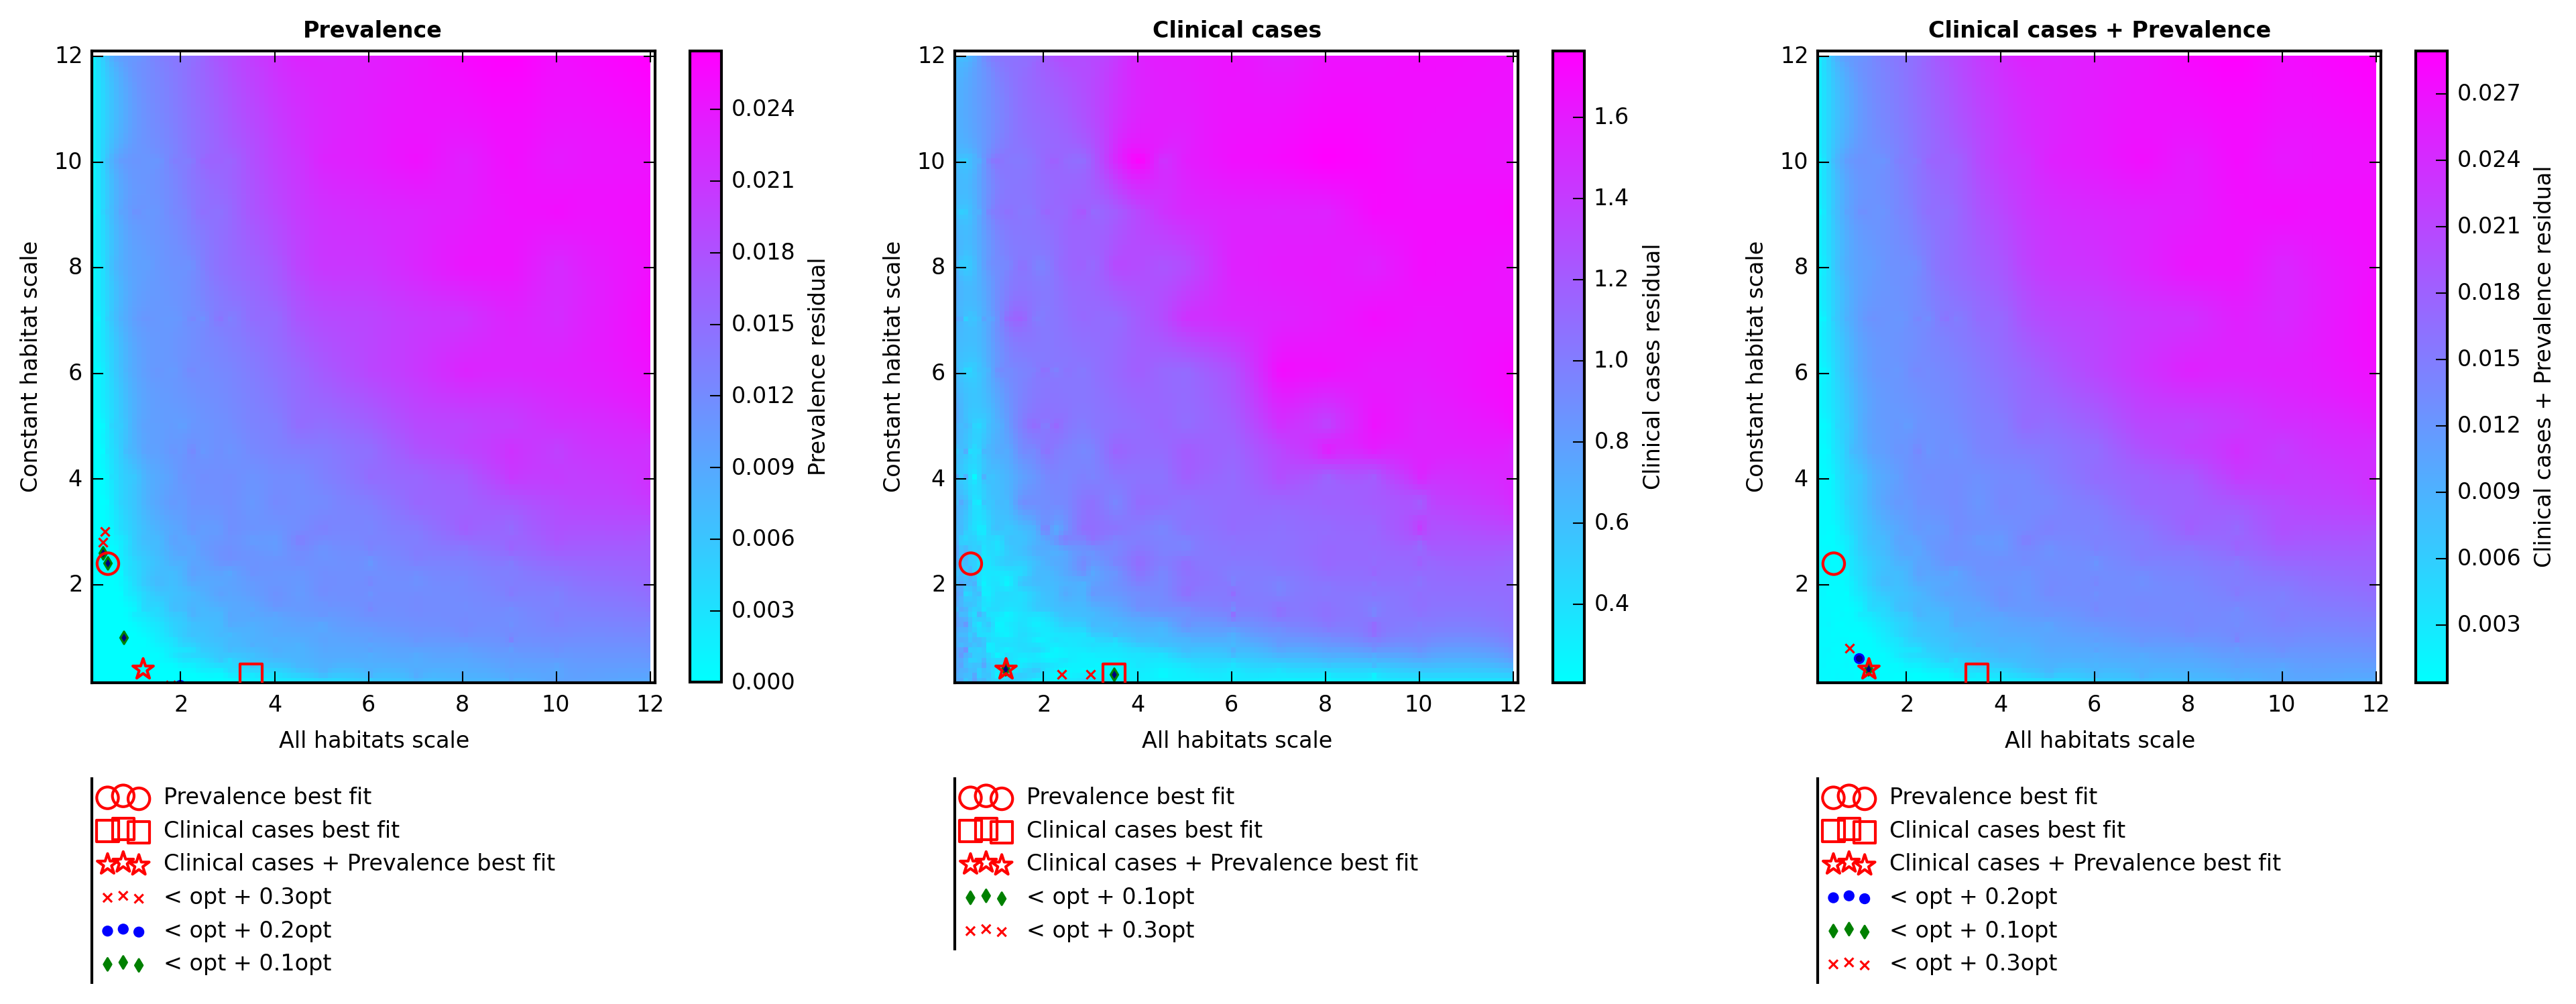 Prevalence
12
10
8
6
4
2
Constant habitat scale
2 4 6 8 10 12
All habitats scale
0.024
0.021
0.018
0.015
0.012
0.009
0.006
0.003
0.000
Prevalence residual
Prevalence best fit
Clinical cases best fit
Clinical cases + Prevalence best fit
< opt + 0.3opt
< opt + 0.2opt
< opt + 0.1opt
Clinical cases
12
10
8
6
4
2
Constant habitat scale
2 4 6 8 10 12
All habitats scale
1.6
1.4
1.2
1.0
0.8
0.6
0.4
Clinical cases residual
Prevalence best fit
Clinical cases best fit
Clinical cases + Prevalence best fit
< opt + 0.1opt
< opt + 0.3opt
Clinical cases + Prevalence
12
10
8
6
4
2
Constant habitat scale
2 4 6 8 10 12
All habitats scale
0.027
0.024
0.021
0.018
0.015
0.012
0.009
0.006
0.003
Clinical cases + Prevalence residual
Prevalence best fit
Clinical cases best fit
Clinical cases + Prevalence best fit
< opt + 0.2opt
< opt + 0.1opt
< opt + 0.3opt